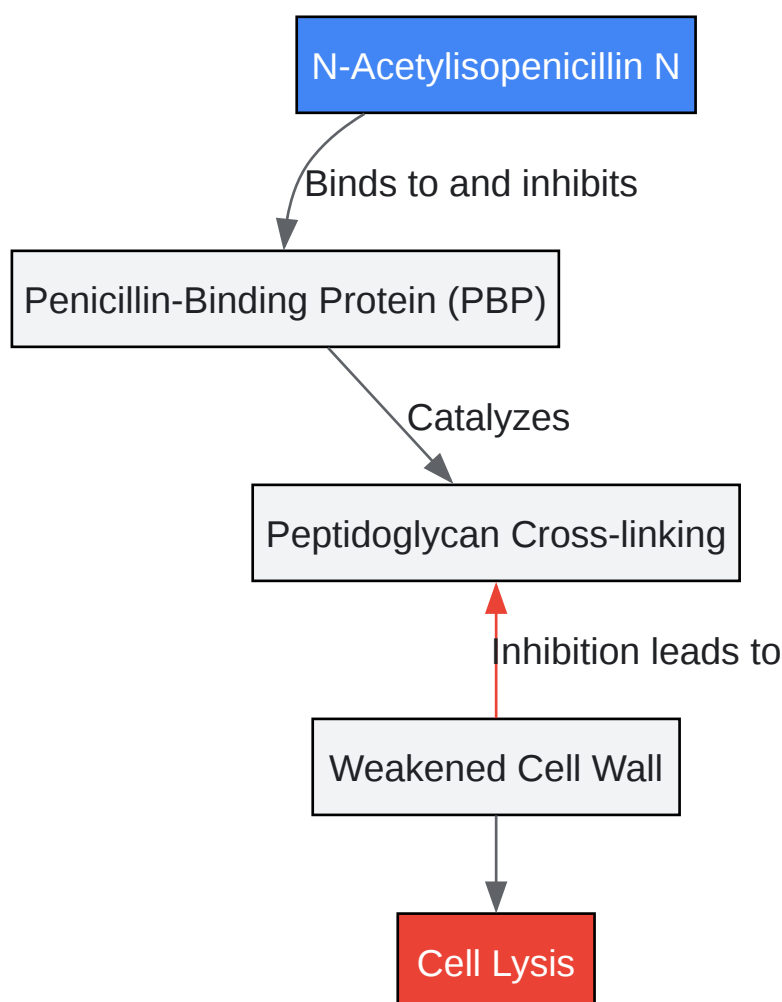 N-Acetylisopenicillin N
Binds to and inhibits
Penicillin-Binding Protein (PBP)
Catalyzes
Peptidoglycan Cross-linking
Inhibition leads to
Weakened Cell Wall
Cell Lysis